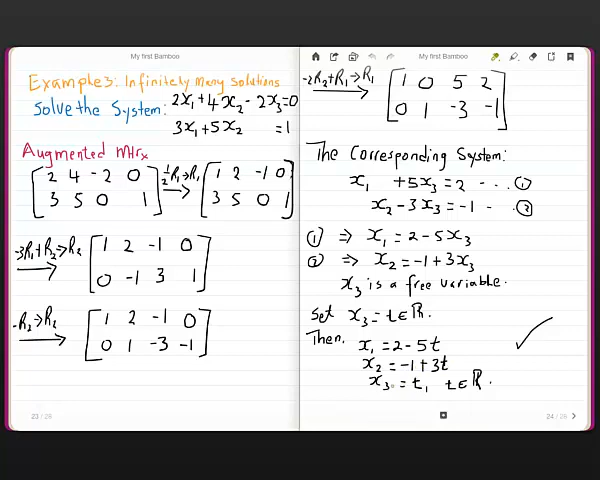 My first Bamboo
Example 3: Infinitely Many Solutions
Solve the System: 2x₁+4x₂-2x₃=0
3x₁+5x₂ =1
Augmented Mtrx
[2 4 -2 0 ½R₁→R₁ [1 2 -1 0
3 5 0 1] 3 5 0 1]
-3R₁+R₂→R₂ [1 2 -1 0
0 -1 3 1]
-R₂→R₂ [1 2 -1 0
0 1 -3 -1]
23 / 29
My first Bamboo
-2R₂+R₁→R₁ [1 0 5 2
0 1 -3 -1]
The Corresponding System:
x₁ +5x₃ = 2 --- ①
x₂-3x₃ = -1 -- ②
① ⇒ x₁ = 2-5x₃
② ⇒ x₂ = -1+3x₃
x₃ is a free variable.
Set x₃ = t∈ℝ.
Then. x₁ = 2-5t
x₂ = -1+3t
x₃ = t, t∈ℝ.
24 / 29